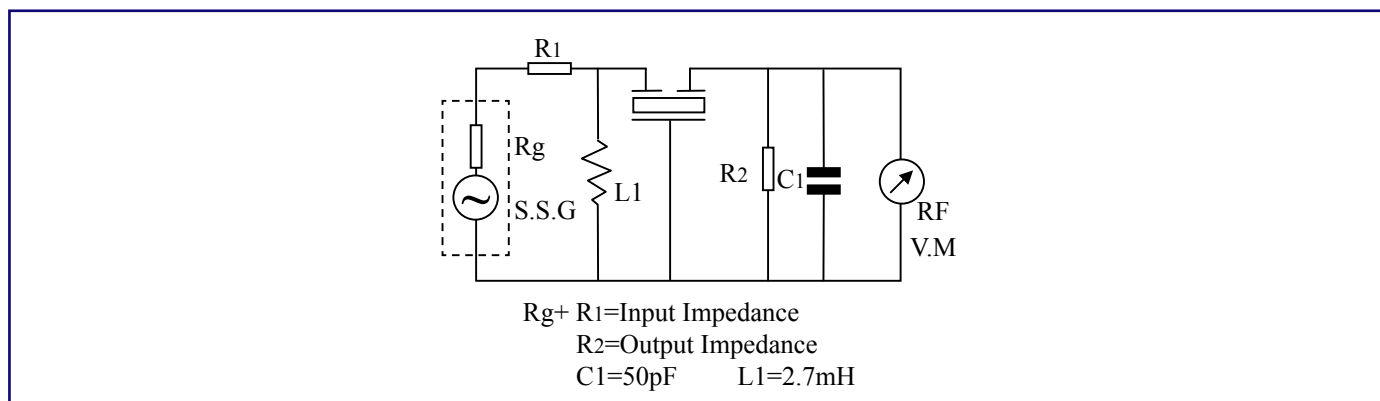 R1
Rg
S.S.G
L1
R2
C1
RF
V.M
Rg+ R1=Input Impedance
R2=Output Impedance
C1=50pF L1=2.7mH